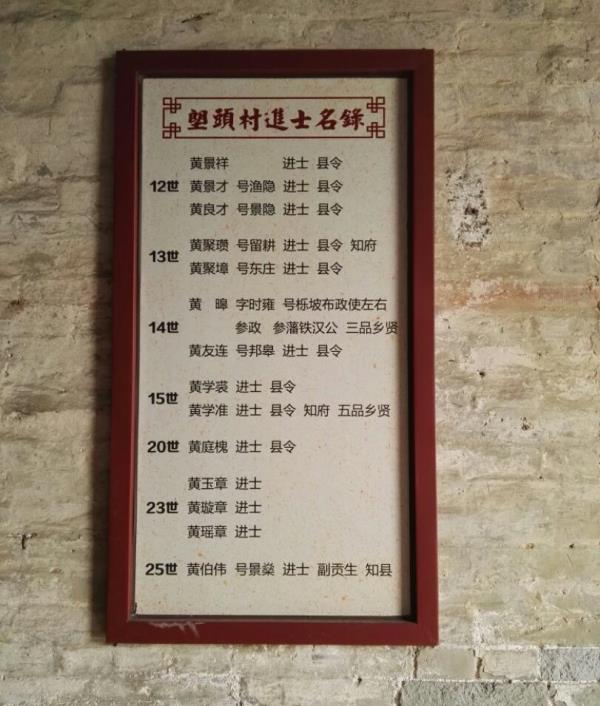 塱頭村進士名錄
黄景祥 进士 县令
12世 黄景才 号渔隐 进士 县令
黄良才 号景隐 进士 县令
黄聚瓒 号留耕 进士 县令 知府
13世
黄聚璋 号东庄 进士 县令
黄 皞 字时雍 号栎坡布政使左右
14世 参政 参藩铁汉公 三品乡贤
黄友连 号邦皋 进士 县令
黄学裘 进士 县令
15世
黄学准 进士 县令 知府 五品乡贤
20世 黄庭槐 进士 县令
黄玉章 进士
23世 黄璇章 进士
黄瑶章 进士
25世 黄伯伟 号景燊 进士 副贡生 知县